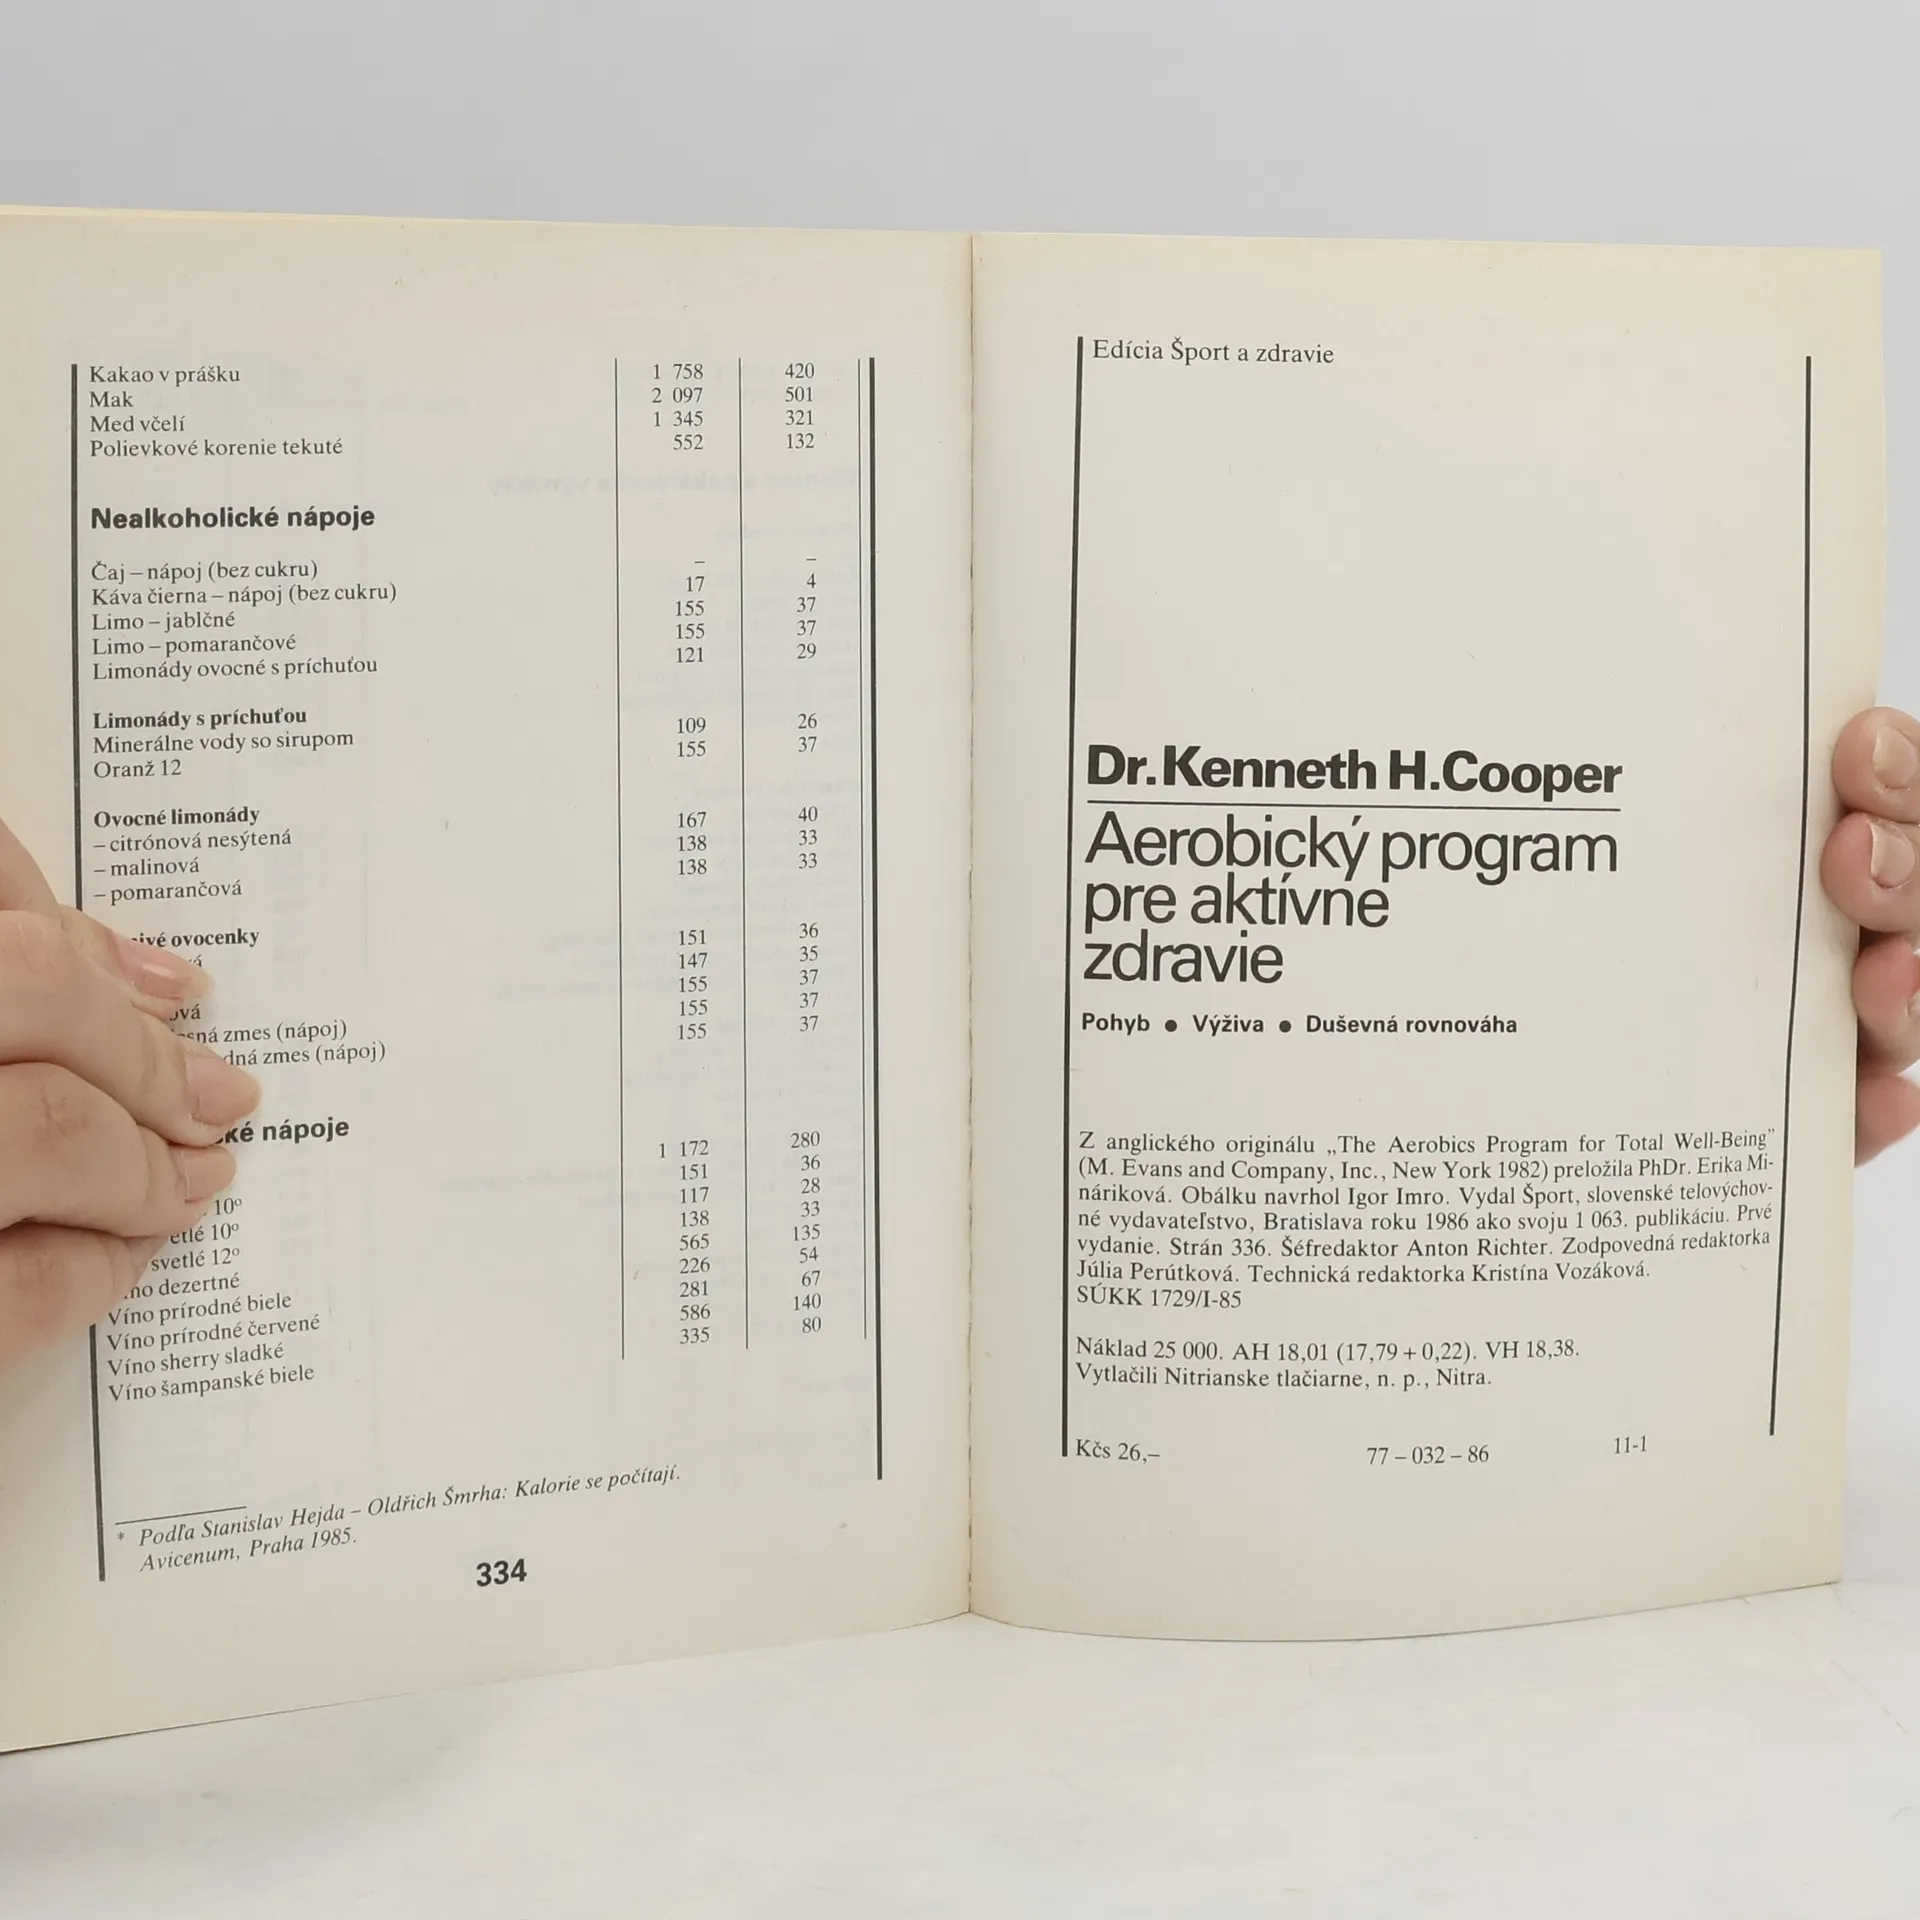 Kakao v prášku 1 758 420
Mak 2 097 501
Med včelí 1 345 321
Polievkové korenie tekuté 552 132
Nealkoholické nápoje
Čaj – nápoj (bez cukru) – –
Káva čierna – nápoj (bez cukru) 17 4
Limo – jablčné 155 37
Limo – pomarančové 155 37
Limonády ovocné s príchuťou 121 29
Limonády s príchuťou
Minerálne vody so sirupom 109 26
Oranž 12 155 37
Ovocné limonády
– citrónová nesýtená 167 40
– malinová 138 33
– pomarančová 138 33
ovocenky
151 36
147 35
155 37
zmes (nápoj) 155 37
zmes (nápoj) 155 37
nápoje
1 172 280
10° 151 36
10° 117 28
svetlé 12° 138 33
dezertné 565 135
Víno prírodné biele 226 54
Víno prírodné červené 281 67
Víno sherry sladké 586 140
Víno šampanské biele 335 80
* Podľa Stanislav Hejda – Oldřich Šmrha: Kalorie se počítají.
Avicenum, Praha 1985.
334
Edícia Šport a zdravie
Dr. Kenneth H. Cooper
Aerobický program
pre aktívne
zdravie
Pohyb ● Výživa ● Duševná rovnováha
Z anglického originálu „The Aerobics Program for Total Well-Being”
(M. Evans and Company, Inc., New York 1982) preložila PhDr. Erika Mi-
náriková. Obálku navrhol Igor Imro. Vydal Šport, slovenské telovýchov-
né vydavateľstvo, Bratislava roku 1986 ako svoju 1 063. publikáciu. Prvé
vydanie. Strán 336. Šéfredaktor Anton Richter. Zodpovedná redaktorka
Júlia Perútková. Technická redaktorka Kristína Vozáková.
SÚKK 1729/I-85
Náklad 25 000. AH 18,01 (17,79 + 0,22). VH 18,38.
Vytlačili Nitrianske tlačiarne, n. p., Nitra.
Kčs 26,– 77 – 032 – 86 11-1